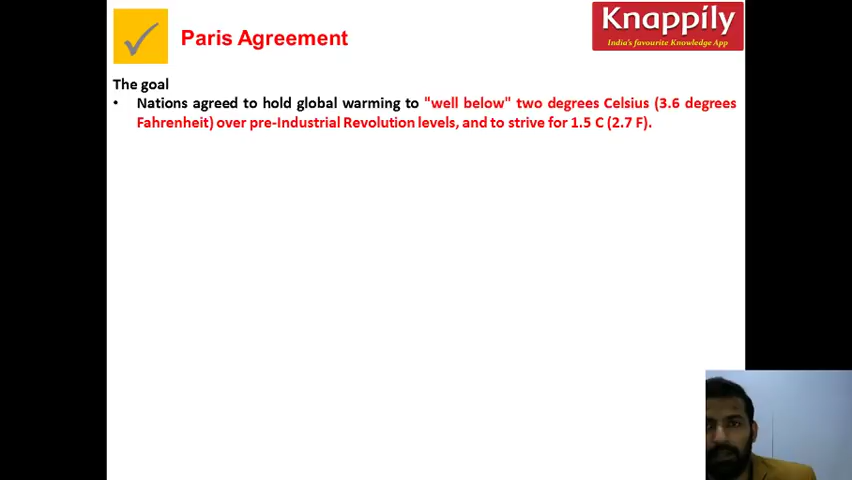 Paris Agreement
Knappily
India's favourite Knowledge App
The goal
• Nations agreed to hold global warming to "well below" two degrees Celsius (3.6 degrees
Fahrenheit) over pre-Industrial Revolution levels, and to strive for 1.5 C (2.7 F).